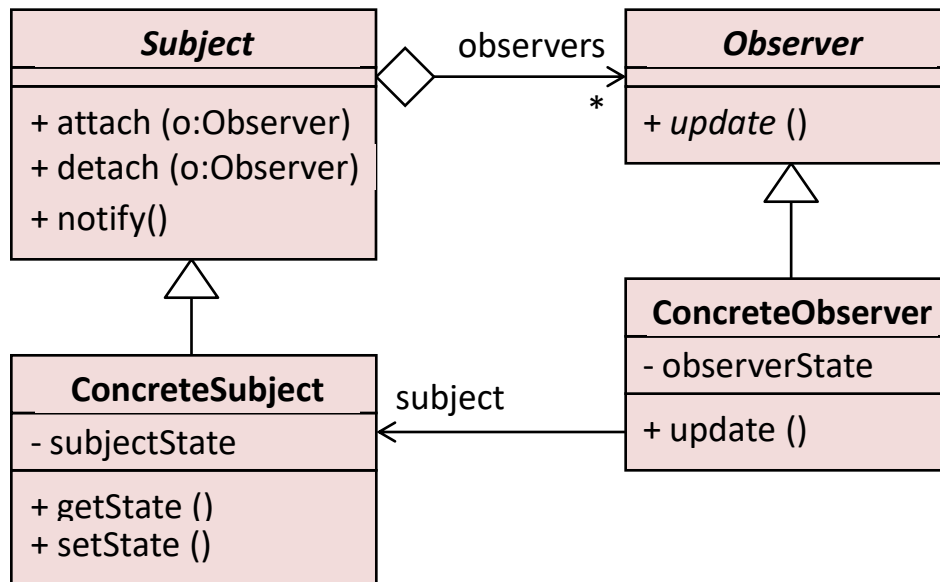 Subject
+ attach (o:Observer)
+ detach (o:Observer)
+ notify()
observers
*
Observer
+ update ()
ConcreteSubject
- subjectState
+ getState ()
+ setState ()
subject
ConcreteObserver
- observerState
+ update ()